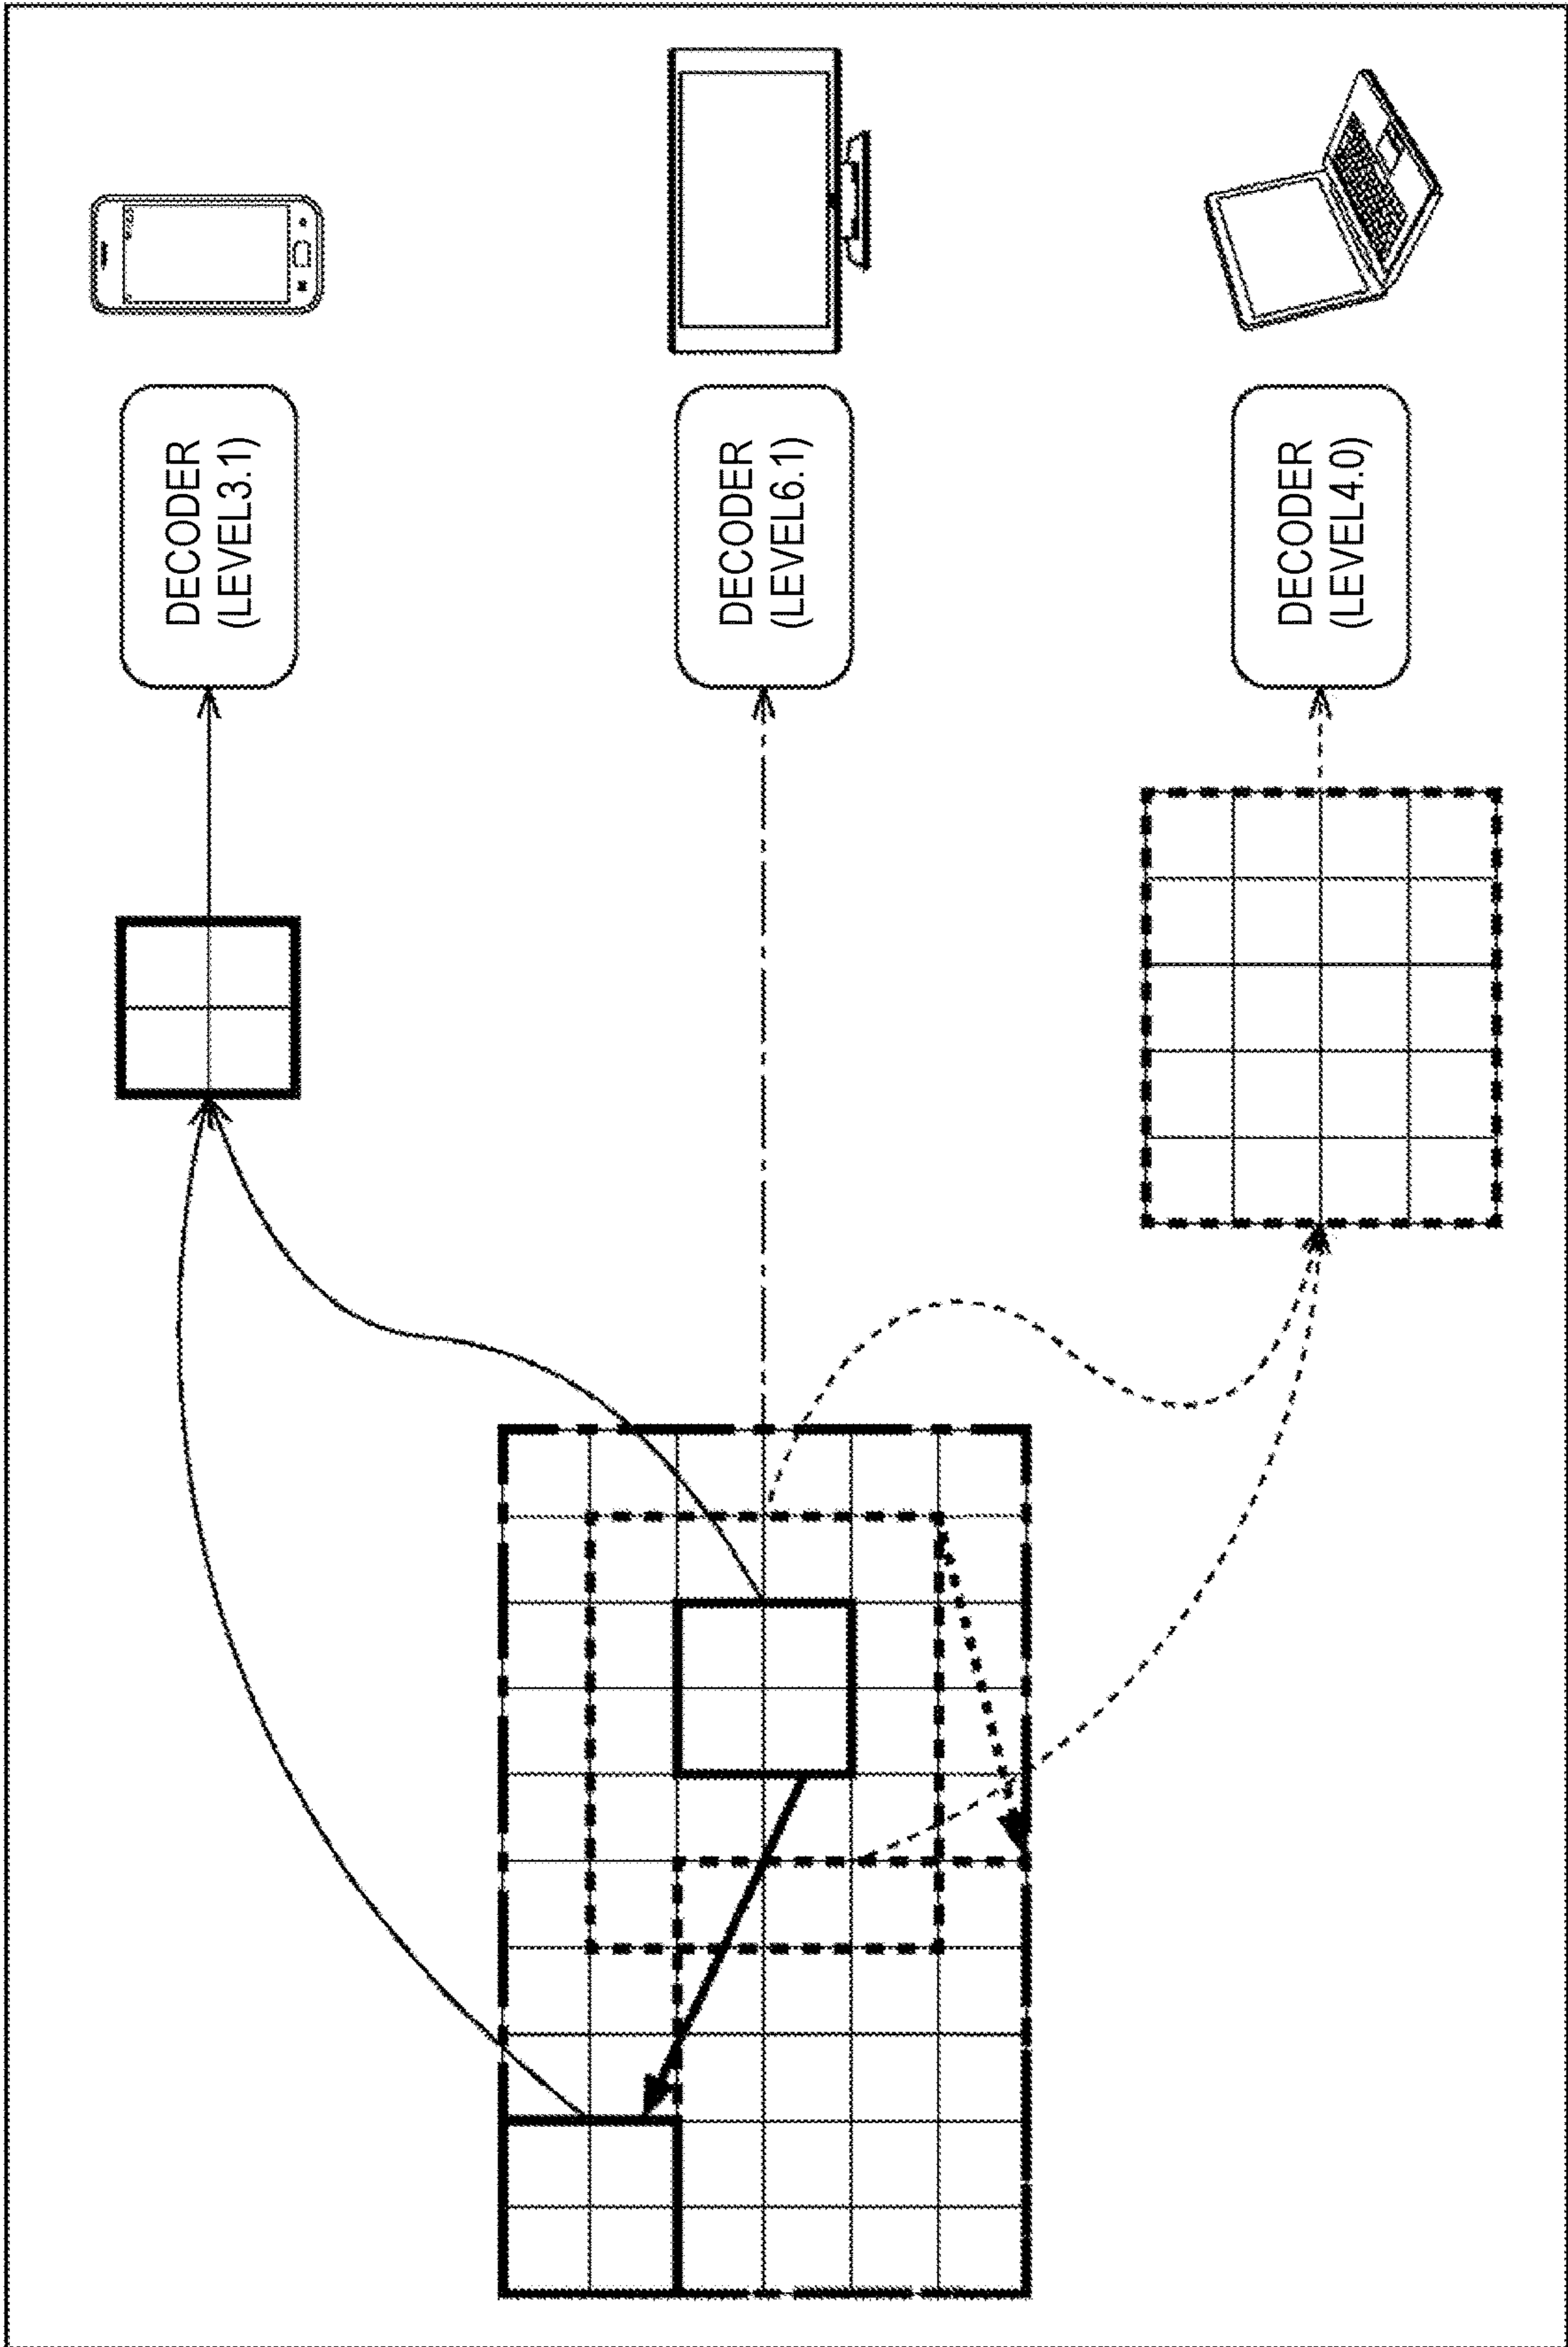 DECODER
(LEVEL3.1)
DECODER
(LEVEL6.1)
DECODER
(LEVEL4.0)